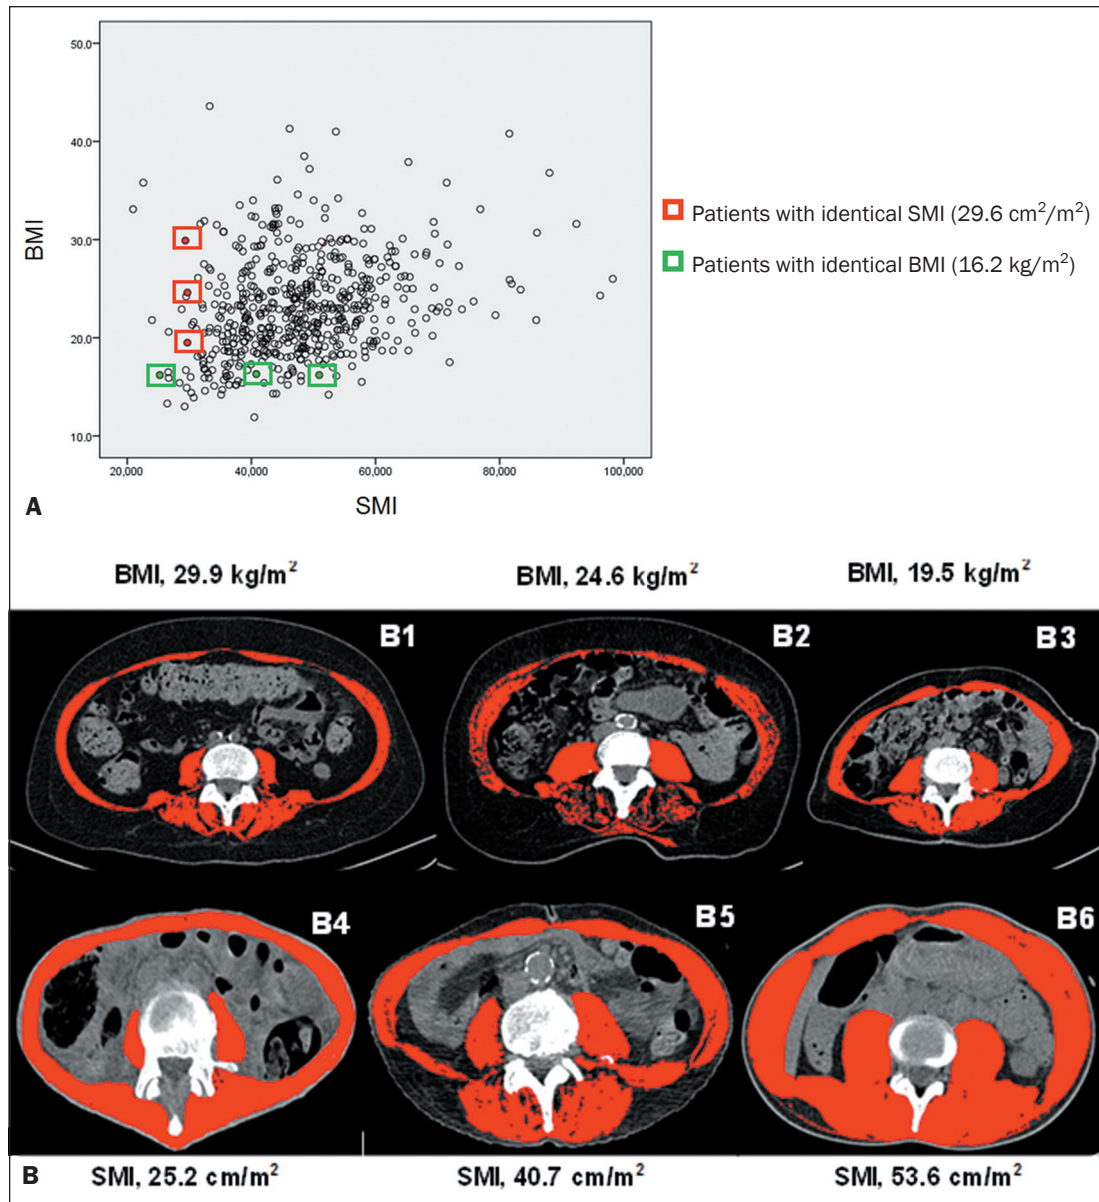 50.0
40.0
30.0
20.0
10.0
BMI
20,000 40,000 60,000 80,000 100,000
SMI
Patients with identical SMI (29.6 cm²/m²)
Patients with identical BMI (16.2 kg/m²)
A
BMI, 29.9 kg/m² BMI, 24.6 kg/m² BMI, 19.5 kg/m²
B1 B2 B3
B4 B5 B6
B
SMI, 25.2 cm/m² SMI, 40.7 cm/m² SMI, 53.6 cm/m²